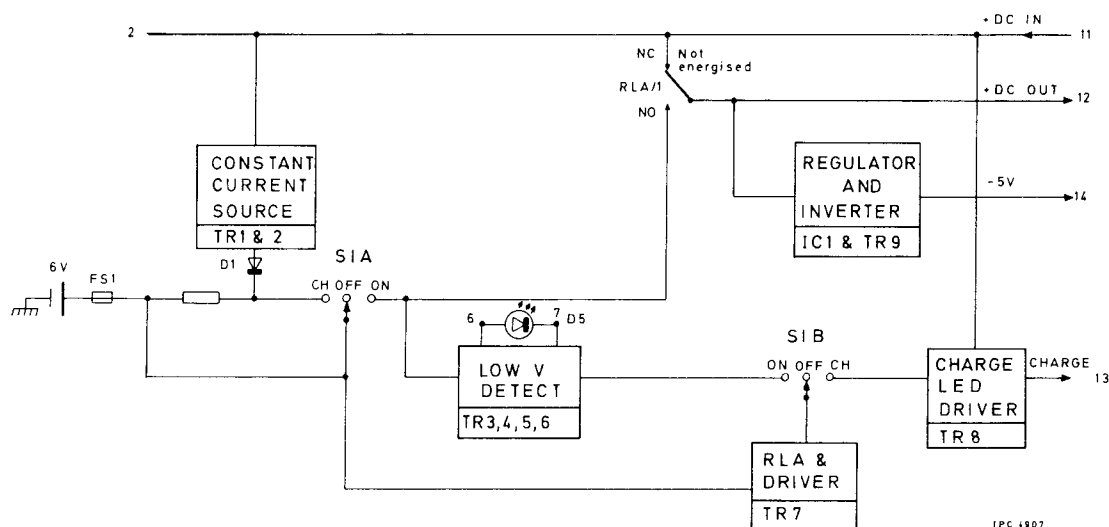 2
+DC IN
11
NC
Not
energised
RLA/1
+DC OUT
12
NO
CONSTANT
CURRENT
SOURCE
TR1 & 2
REGULATOR
AND
INVERTER
IC1 & TR9
-5V
14
D1
S1A
6V
FS1
CH OFF ON
6
7
D5
S1B
LOW V
DETECT
TR3,4,5,6
ON OFF CH
CHARGE
LED
DRIVER
TR8
CHARGE
13
RLA &
DRIVER
TR7
TPC 4907